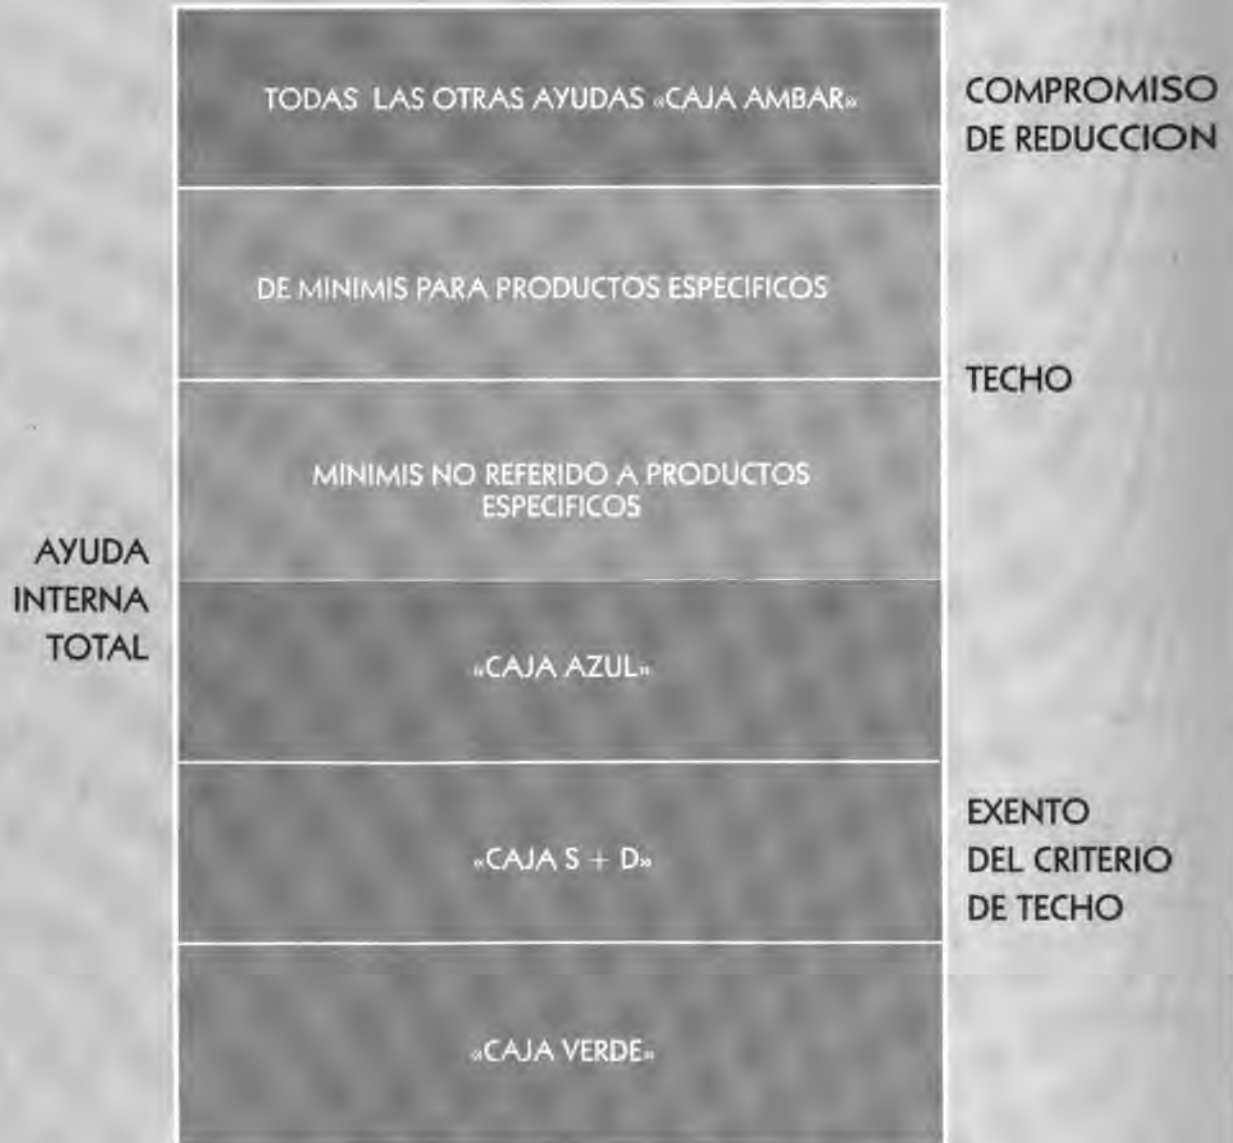 TODAS LAS OTRAS AYUDAS «CAJA AMBAR»
COMPROMISO
DE REDUCCION
DE MINIMIS PARA PRODUCTOS ESPECIFICOS
TECHO
MINIMIS NO REFERIDO A PRODUCTOS
ESPECIFICOS
AYUDA
INTERNA
TOTAL
«CAJA AZUL»
«CAJA S + D»
EXENTO
DEL CRITERIO
DE TECHO
«CAJA VERDE»